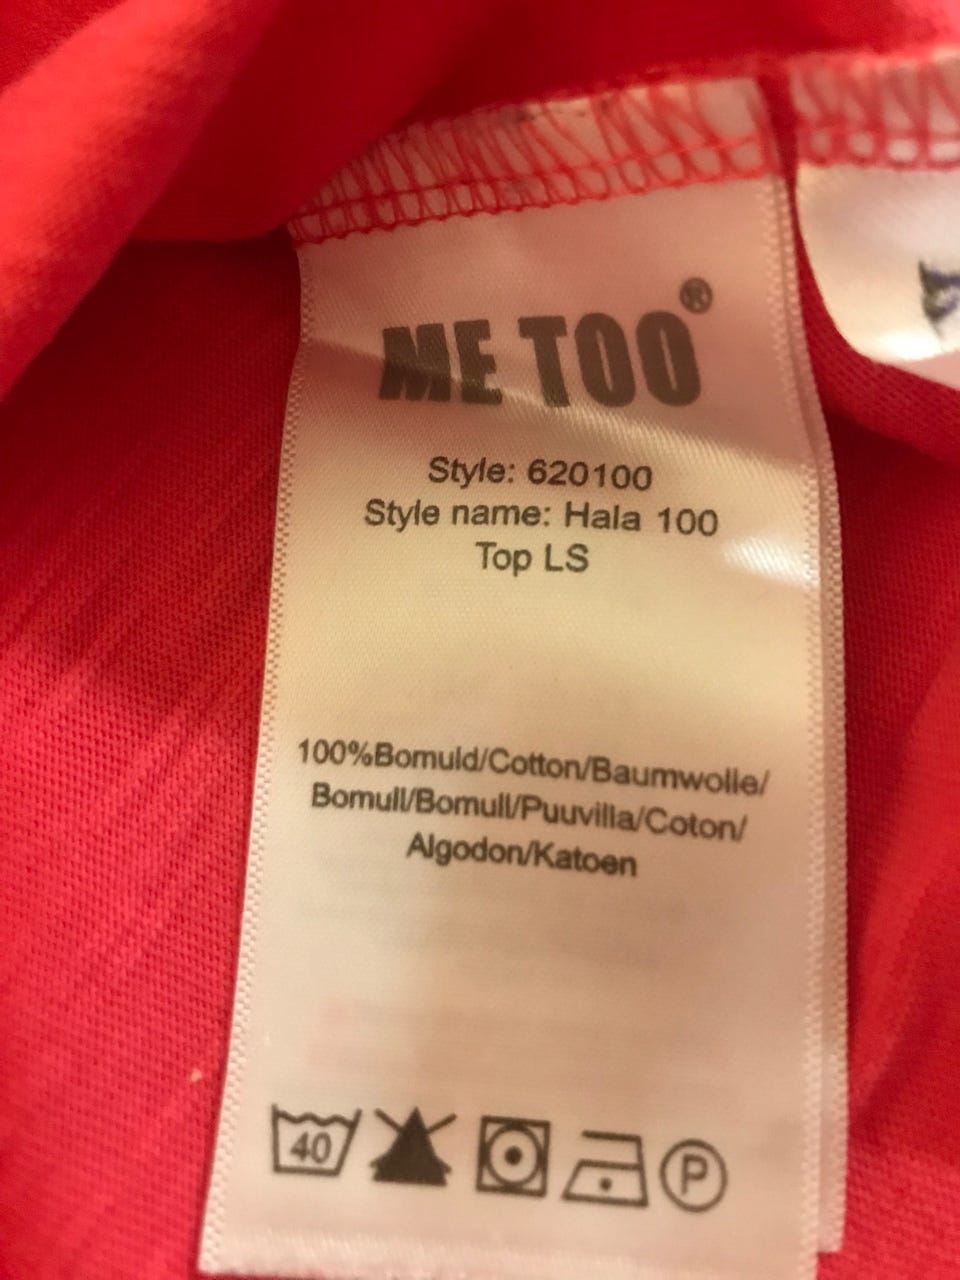 ME TOO®
Style: 620100
Style name: Hala 100
Top LS
100%Bomuld/Cotton/Baumwolle/
Bomull/Bomull/Puuvilla/Coton/
Algodon/Katoen
40
P